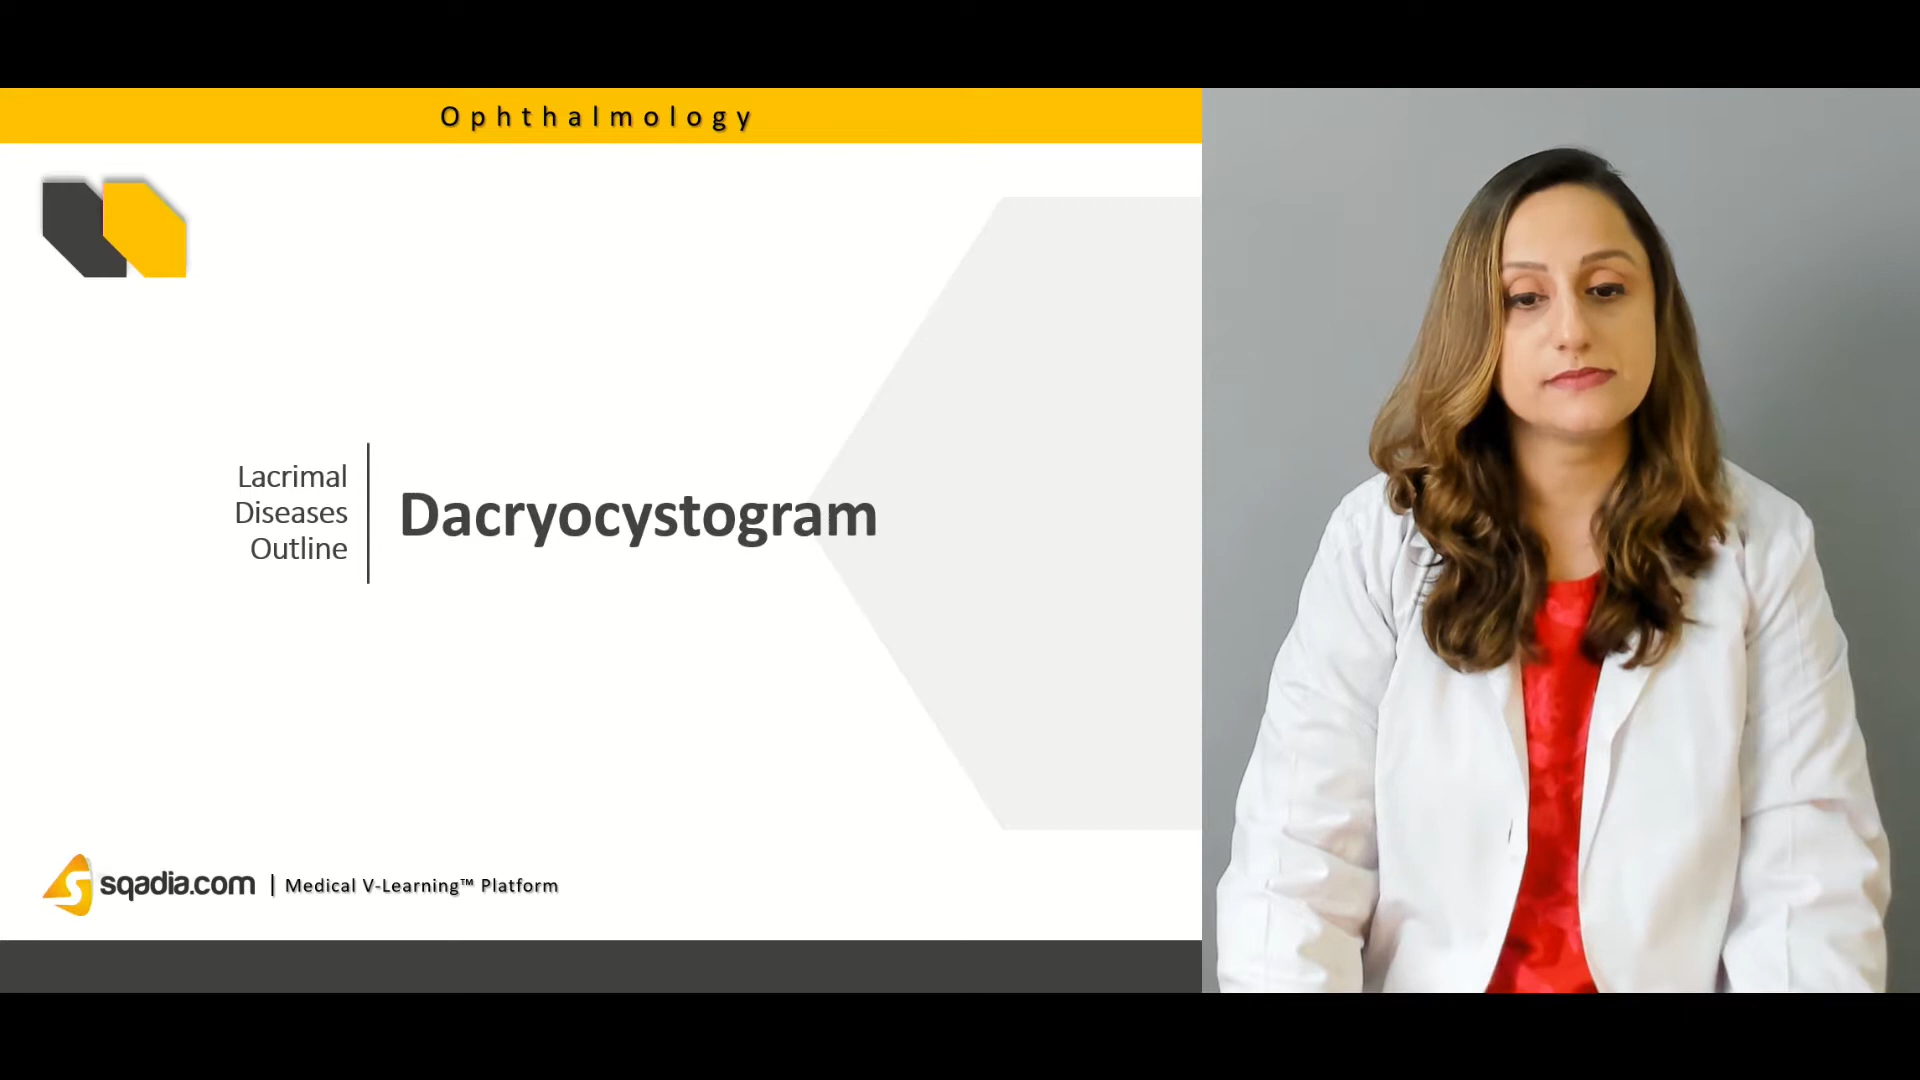 Ophthalmology
Lacrimal
Diseases
Outline
Dacryocystogram
sqadia.com | Medical V-Learning™ Platform